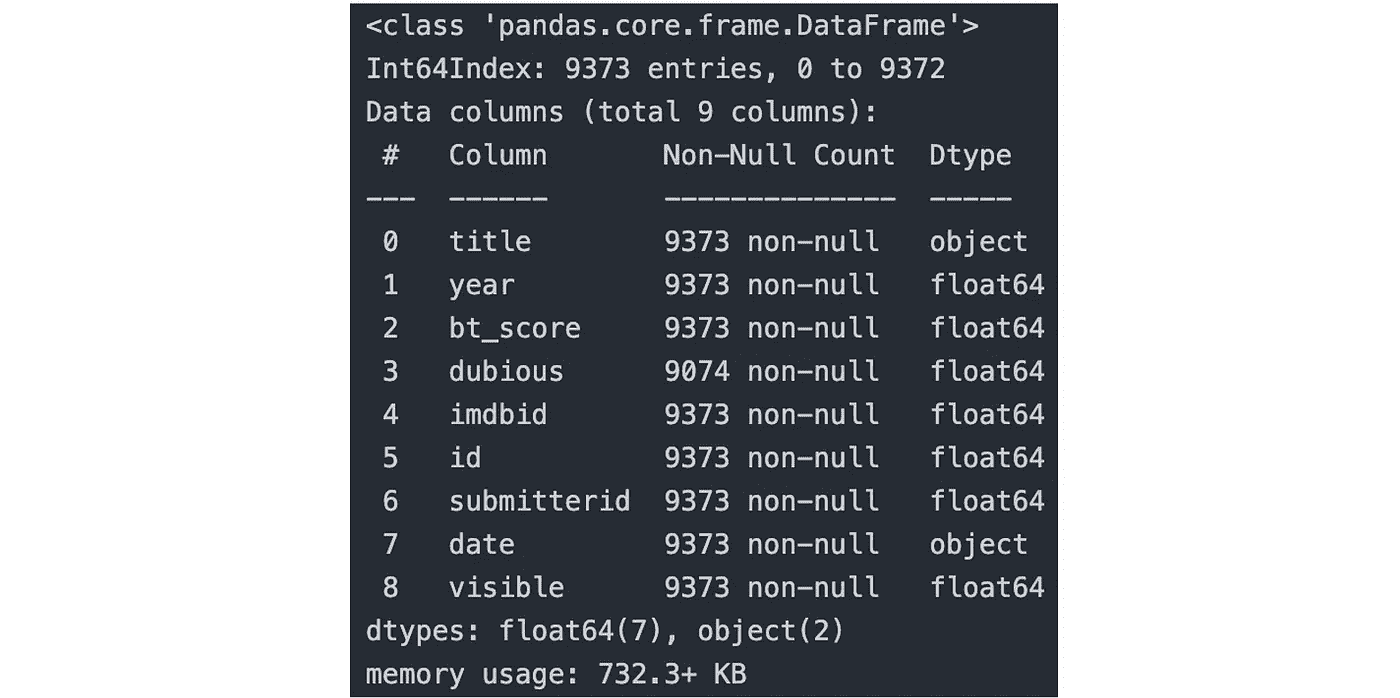 <class 'pandas.core.frame.DataFrame'>
Int64Index: 9373 entries, 0 to 9372
Data columns (total 9 columns):
 #   Column       Non-Null Count  Dtype
---  ------       --------------  -----
 0   title        9373 non-null   object
 1   year         9373 non-null   float64
 2   bt_score     9373 non-null   float64
 3   dubious      9074 non-null   float64
 4   imdbid       9373 non-null   float64
 5   id           9373 non-null   float64
 6   submitterid  9373 non-null   float64
 7   date         9373 non-null   object
 8   visible      9373 non-null   float64
dtypes: float64(7), object(2)
memory usage: 732.3+ KB